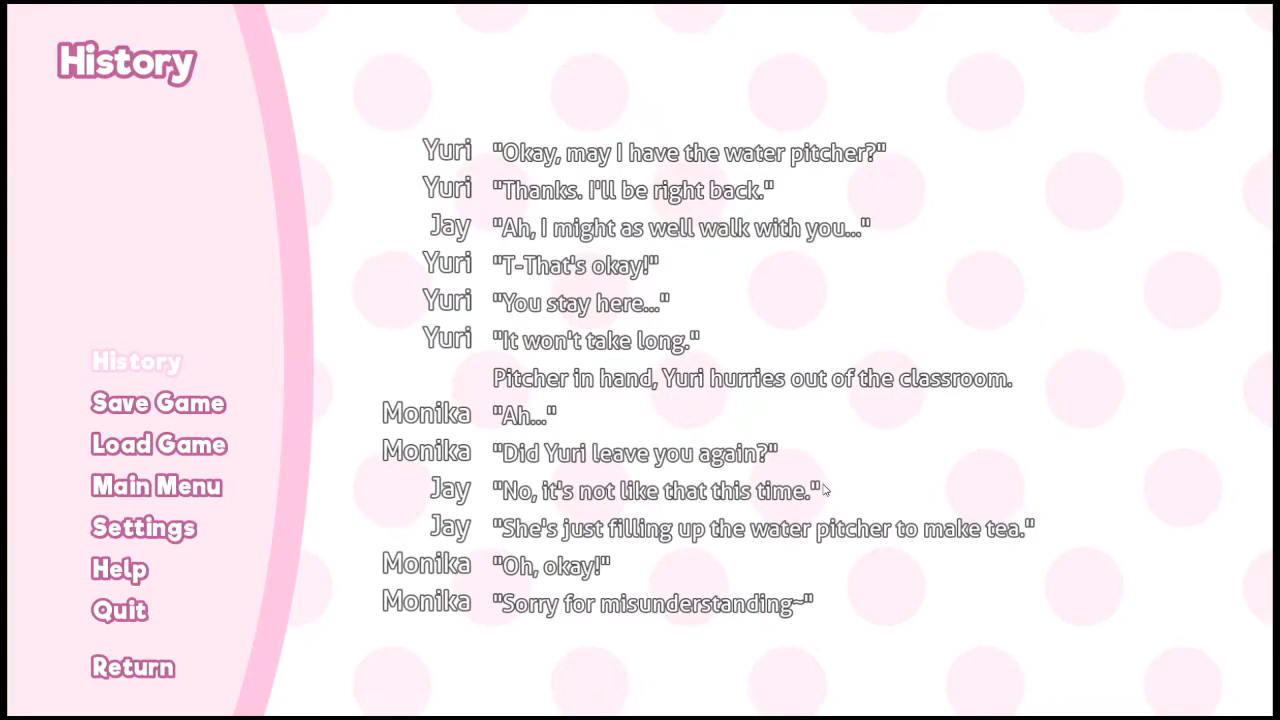 History
Yuri "Okay, may I have the water pitcher?"
Yuri "Thanks. I'll be right back."
Jay "Ah, I might as well walk with you..."
Yuri "T-That's okay!"
Yuri "You stay here..."
Yuri "It won't take long."
Pitcher in hand, Yuri hurries out of the classroom.
Monika "Ah..."
Monika "Did Yuri leave you again?"
Jay "No, it's not like that this time."
Jay "She's just filling up the water pitcher to make tea."
Monika "Oh, okay!"
Monika "Sorry for misunderstanding~"
History
Save Game
Load Game
Main Menu
Settings
Help
Quit
Return